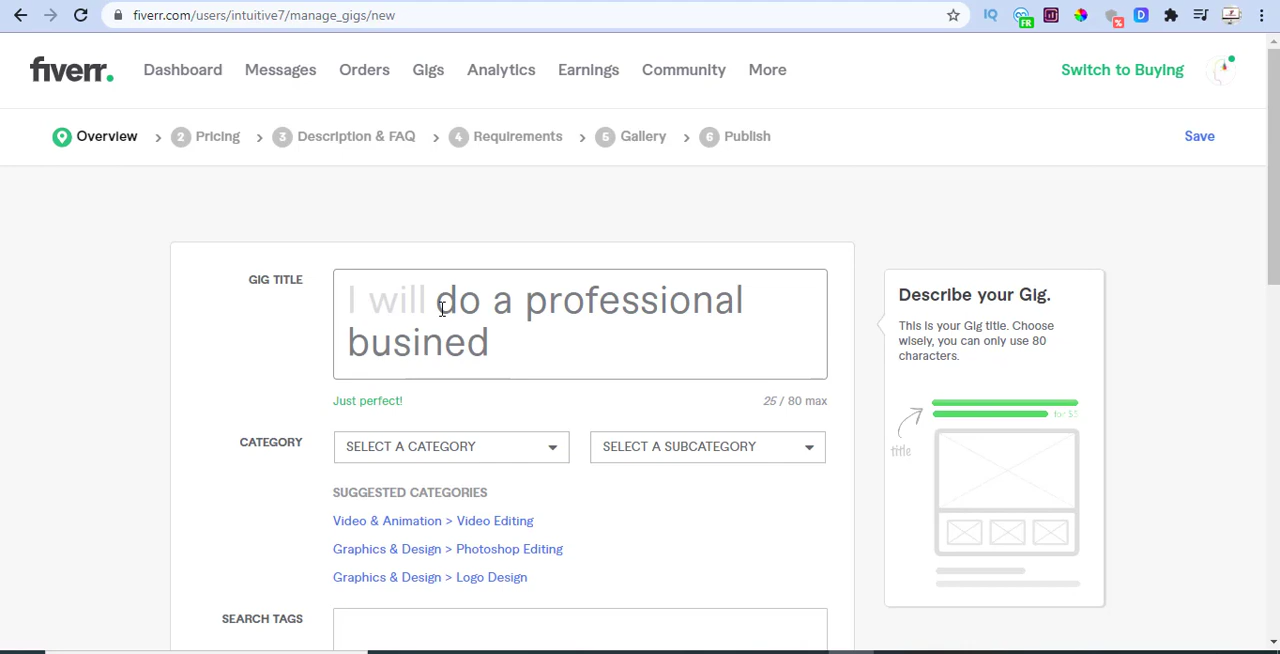 fiverr.com/users/intuitive7/manage_gigs/new
IQ
FR
D
fiverr.
Dashboard
Messages
Orders
Gigs
Analytics
Earnings
Community
More
Switch to Buying
Overview
2 Pricing
3 Description & FAQ
4 Requirements
5 Gallery
6 Publish
Save
GIG TITLE
I will do a professional
busined
Just perfect!
25 / 80 max
CATEGORY
SELECT A CATEGORY
SELECT A SUBCATEGORY
SUGGESTED CATEGORIES
Video & Animation > Video Editing
Graphics & Design > Photoshop Editing
Graphics & Design > Logo Design
SEARCH TAGS
Describe your Gig.
This is your Gig title. Choose
wisely, you can only use 80
characters.
for $5
title